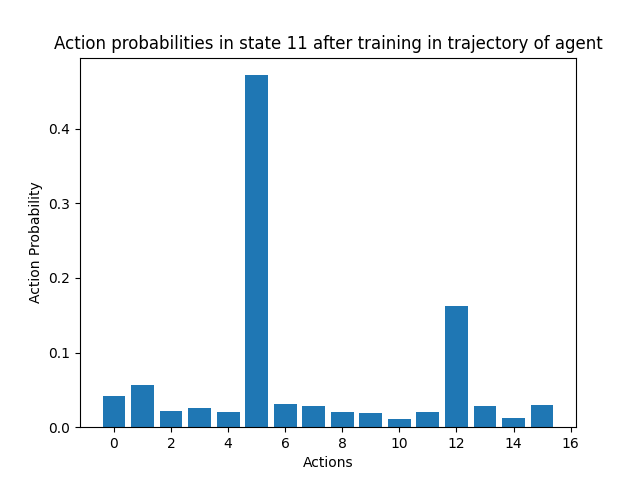 Action probabilities in state 11 after training in trajectory of agent
Action Probability
0.4
0.3
0.2
0.1
0.0
0 2 4 6 8 10 12 14 16
Actions